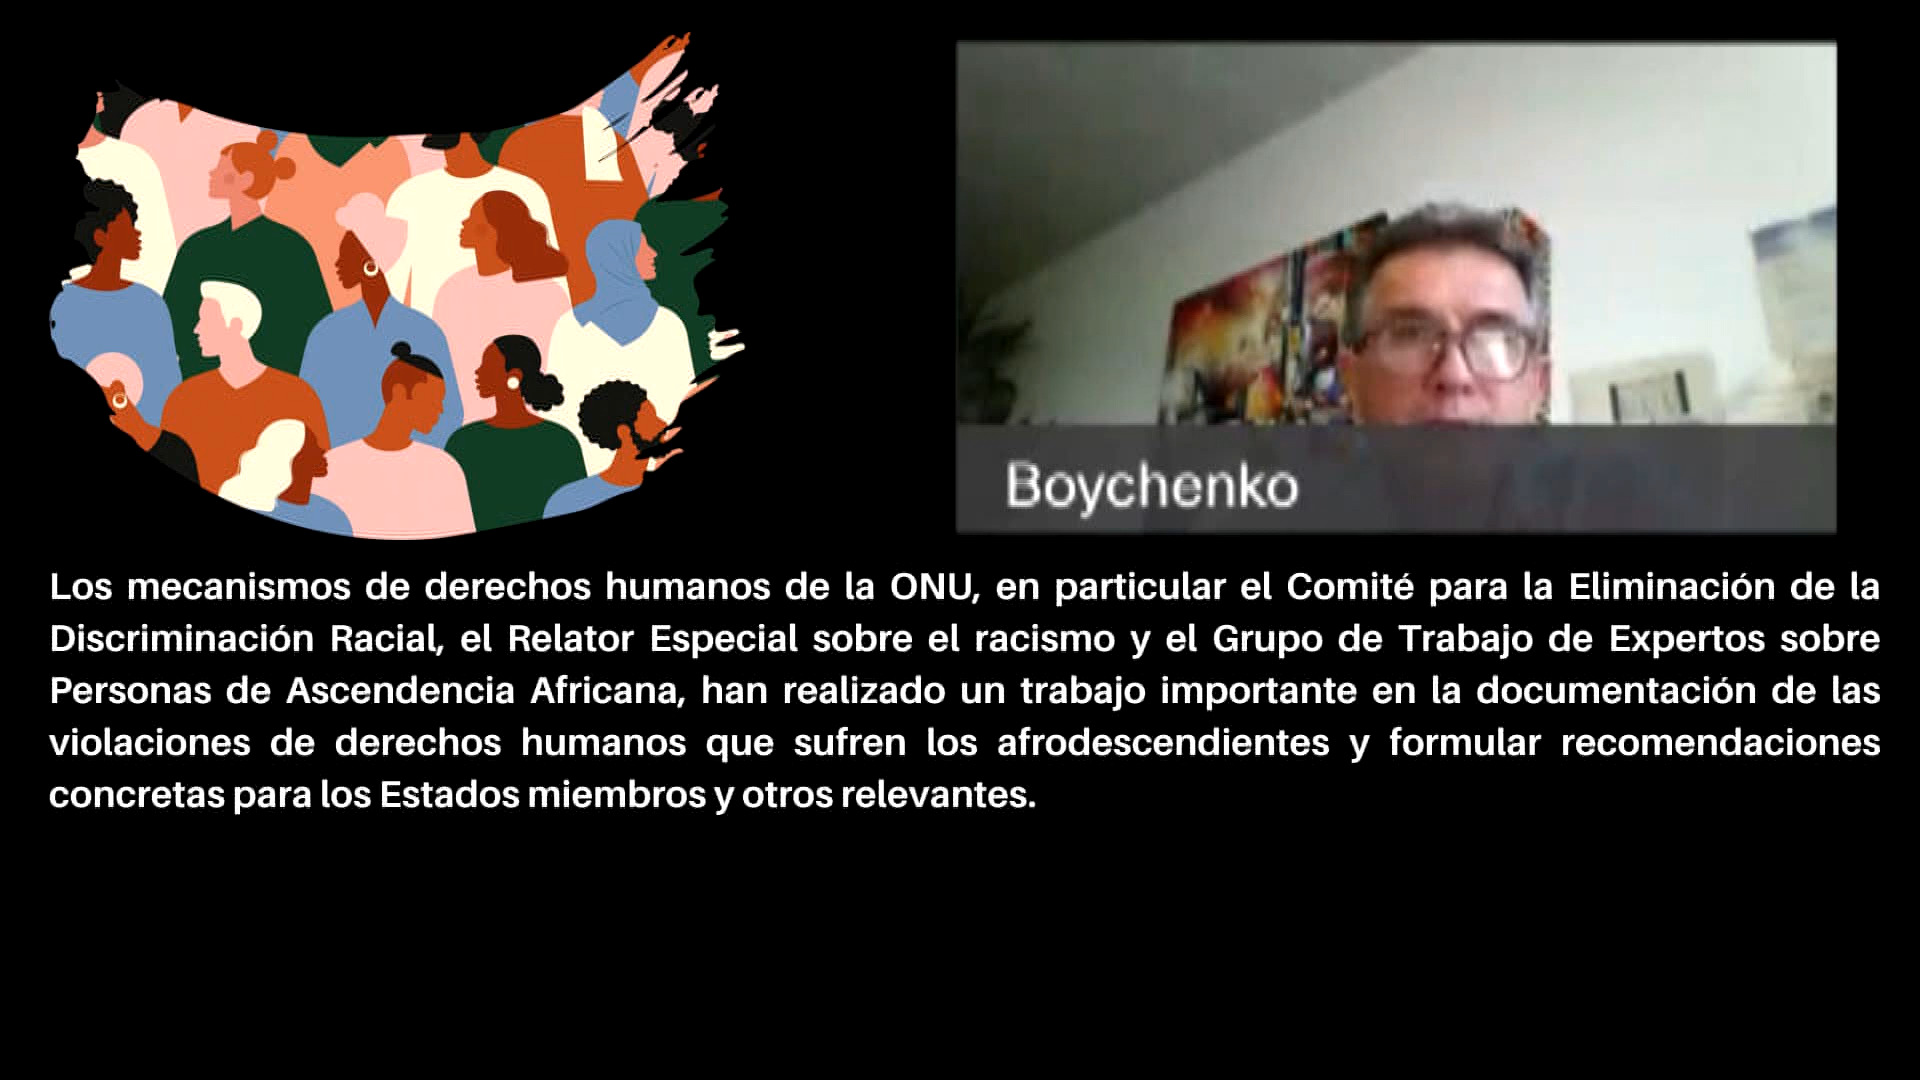 Boychenko
Los mecanismos de derechos humanos de la ONU, en particular el Comité para la Eliminación de la
Discriminación Racial, el Relator Especial sobre el racismo y el Grupo de Trabajo de Expertos sobre
Personas de Ascendencia Africana, han realizado un trabajo importante en la documentación de las
violaciones de derechos humanos que sufren los afrodescendientes y formular recomendaciones
concretas para los Estados miembros y otros relevantes.